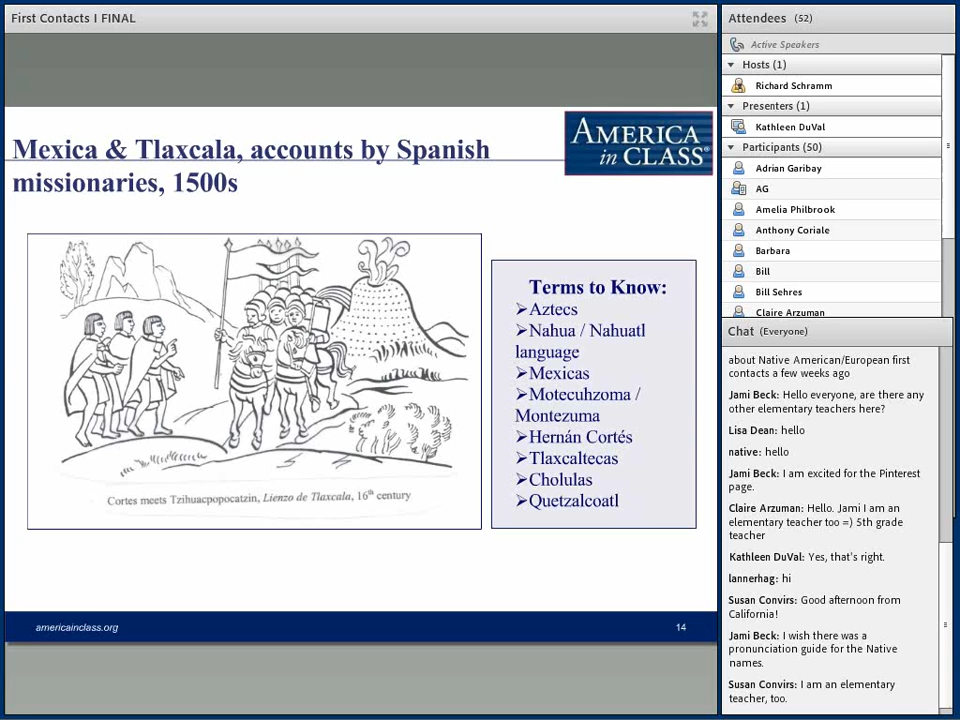 First Contacts I FINAL
Mexica & Tlaxcala, accounts by Spanish
missionaries, 1500s
AMERICA
in CLASS®
Cortes meets Tzihuacpopocatzin, Lienzo de Tlaxcala, 16th century
Terms to Know:
➢Aztecs
➢Nahua / Nahuatl
language
➢Mexicas
➢Motecuhzoma /
Montezuma
➢Hernán Cortés
➢Tlaxcaltecas
➢Cholulas
➢Quetzalcoatl
americainclass.org
14
Attendees (52)
Active Speakers
Hosts (1)
Richard Schramm
Presenters (1)
Kathleen DuVal
Participants (50)
Adrian Garibay
AG
Amelia Philbrook
Anthony Coriale
Barbara
Bill
Bill Sehres
Claire Arzuman
Chat (Everyone)
about Native American/European first
contacts a few weeks ago
Jami Beck: Hello everyone, are there any
other elementary teachers here?
Lisa Dean: hello
native: hello
Jami Beck: I am excited for the Pinterest
page.
Claire Arzuman: Hello. Jami I am an
elementary teacher too =) 5th grade
teacher
Kathleen DuVal: Yes, that's right.
lannerhag: hi
Susan Convirs: Good afternoon from
California!
Jami Beck: I wish there was a
pronunciation guide for the Native
names.
Susan Convirs: I am an elementary
teacher, too.